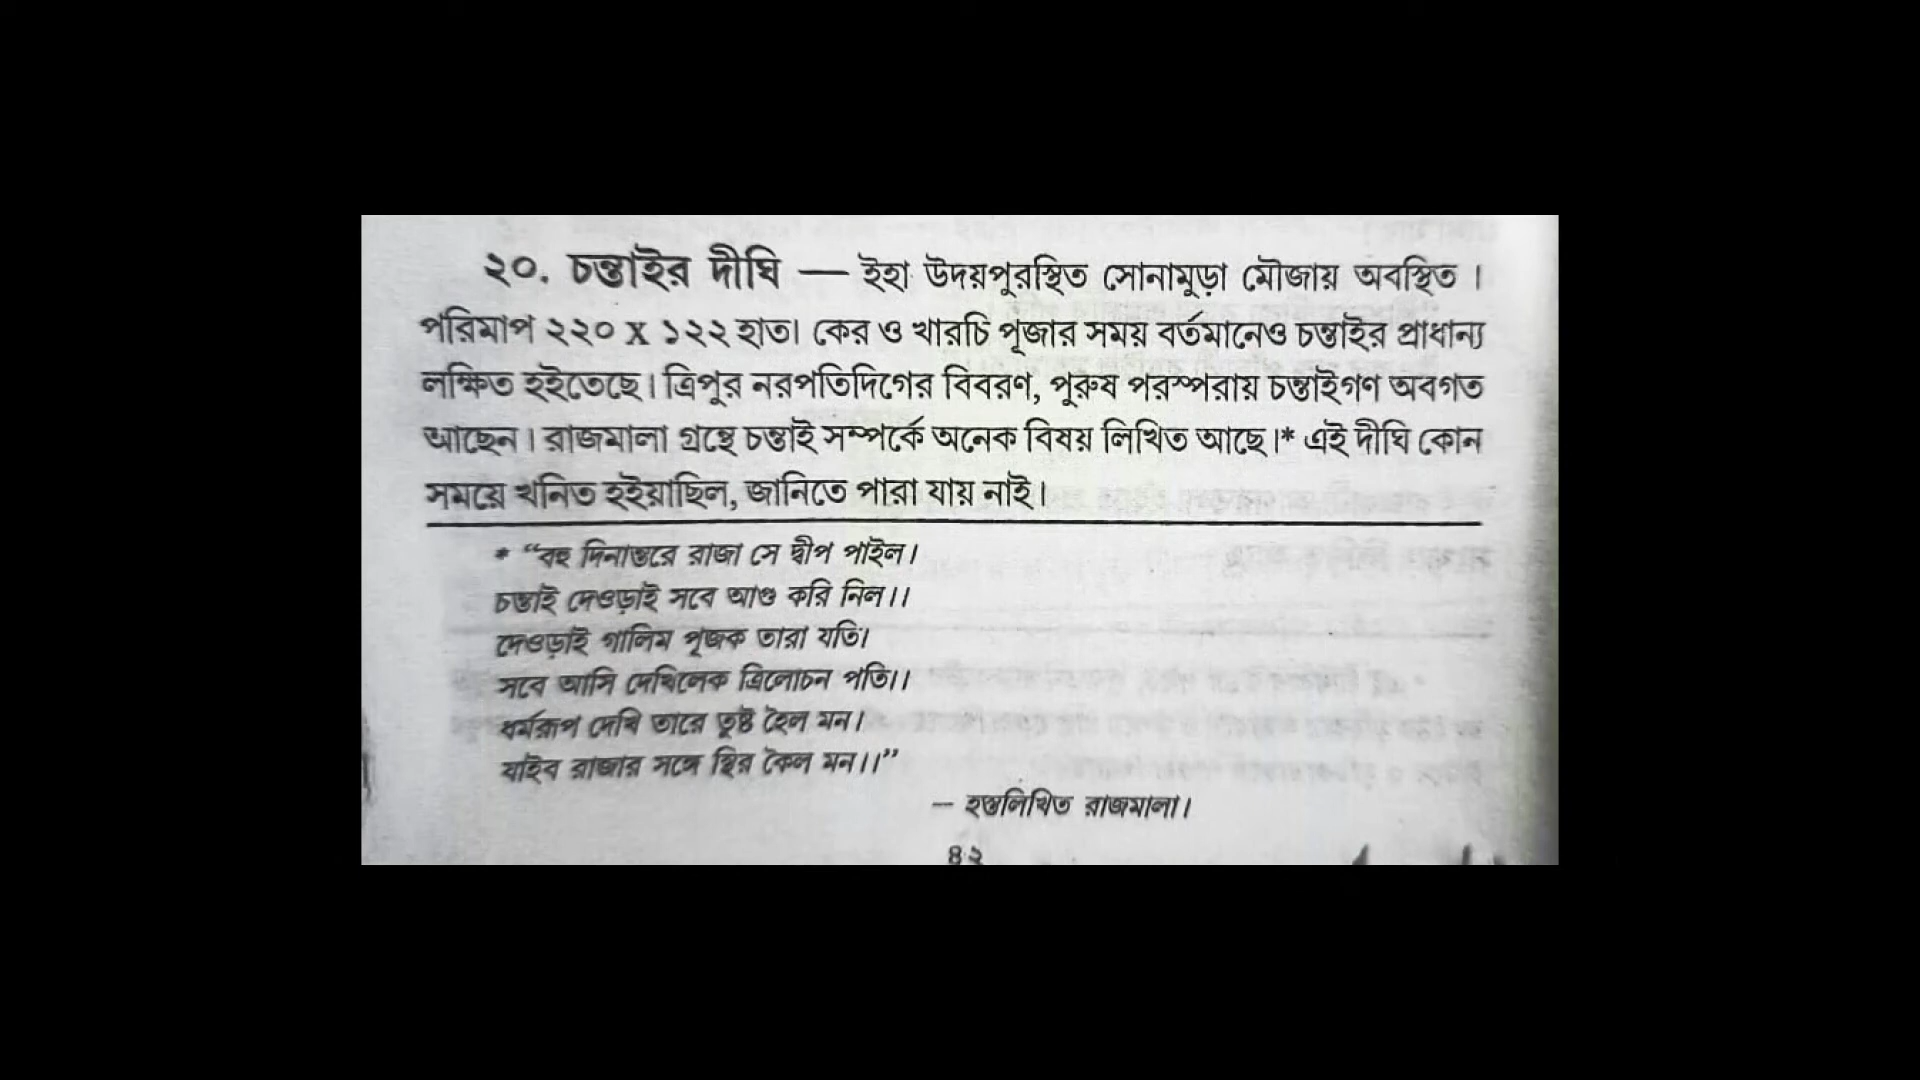 ২০. চন্তাইর দীঘি — ইহা উদয়পুরস্থিত সোনামুড়া মৌজায় অবস্থিত ।
পরিমাপ ২২০ X ১২২ হাত। কের ও খারচি পূজার সময় বর্তমানেও চন্তাইর প্রাধান্য
লক্ষিত হইতেছে। ত্রিপুর নরপতিদিগের বিবরণ, পুরুষ পরস্পরায় চন্তাইগণ অবগত
আছেন। রাজমালা গ্রন্থে চন্তাই সম্পর্কে অনেক বিষয় লিখিত আছে।* এই দীঘি কোন
সময়ে খনিত হইয়াছিল, জানিতে পারা যায় নাই।
* “বহু দিনান্তরে রাজা সে দ্বীপ পাইল।
চন্তাই দেওড়াই সবে আগু করি নিল।।
দেওড়াই গালিম পূজক তারা যতি।
সবে আসি দেখিলেক ত্রিলোচন পতি।।
ধর্মরূপ দেখি তারে তুষ্ট হৈল মন।
যাইব রাজার সঙ্গে স্থির কৈল মন।।”
— হস্তলিখিত রাজমালা।
৪২